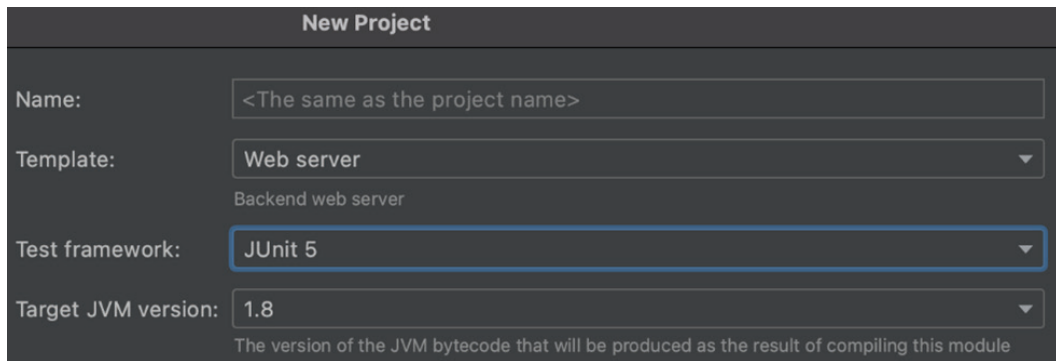 New Project
Name: <The same as the project name>
Template: Web server
Backend web server
Test framework: JUnit 5
Target JVM version: 1.8
The version of the JVM bytecode that will be produced as the result of compiling this module